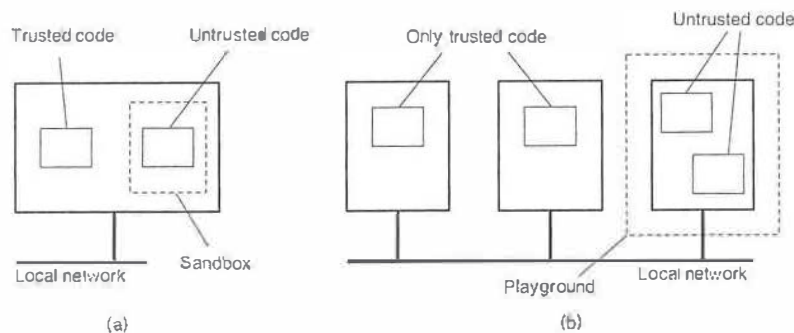 Trusted code
Untrusted code
Local network
Sandbox
(a)
Only trusted code
Untrusted code
Playground
Local network
(b)